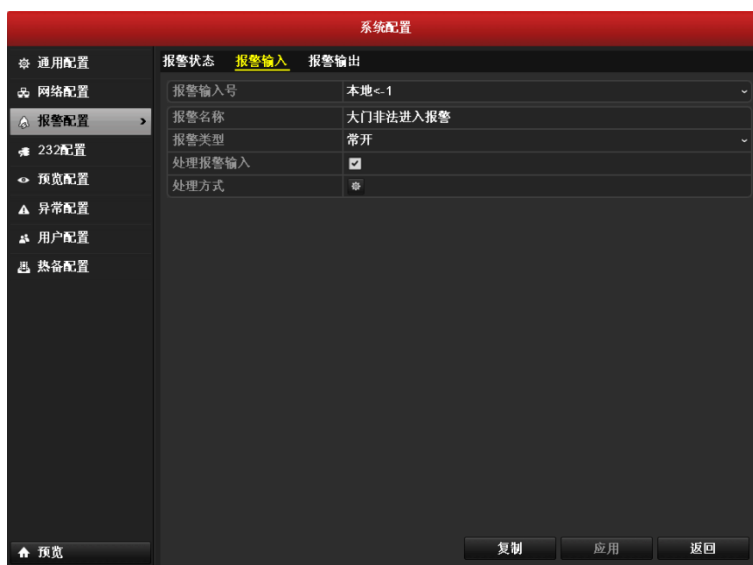 系统配置
通用配置
网络配置
报警配置
232配置
预览配置
异常配置
用户配置
热备配置
预览
报警状态 报警输入 报警输出
报警输入号 本地<-1
报警名称 大门非法进入报警
报警类型 常开
处理报警输入
处理方式
复制 应用 返回